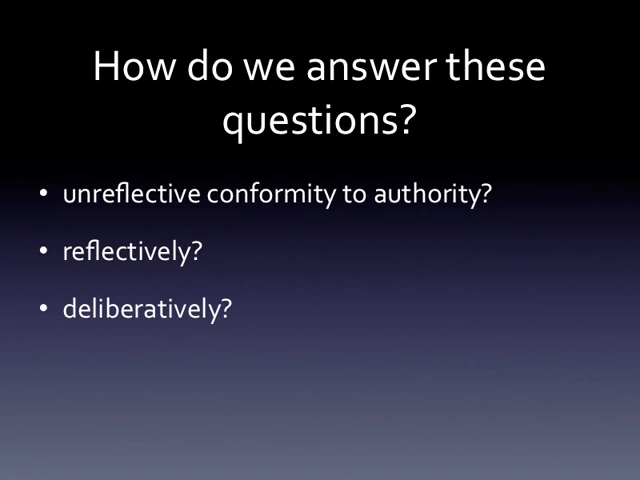 How do we answer these
questions?
• unreflective conformity to authority?
• reflectively?
• deliberatively?